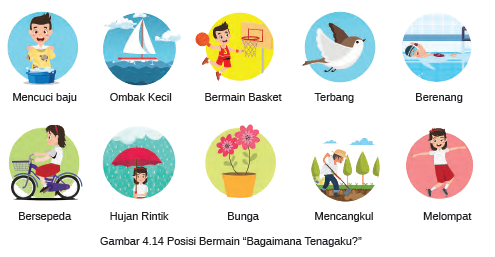 Mencuci baju Ombak Kecil Bermain Basket Terbang Berenang
Bersepeda Hujan Rintik Bunga Mencangkul Melompat
Gambar 4.14 Posisi Bermain “Bagaimana Tenagaku?”